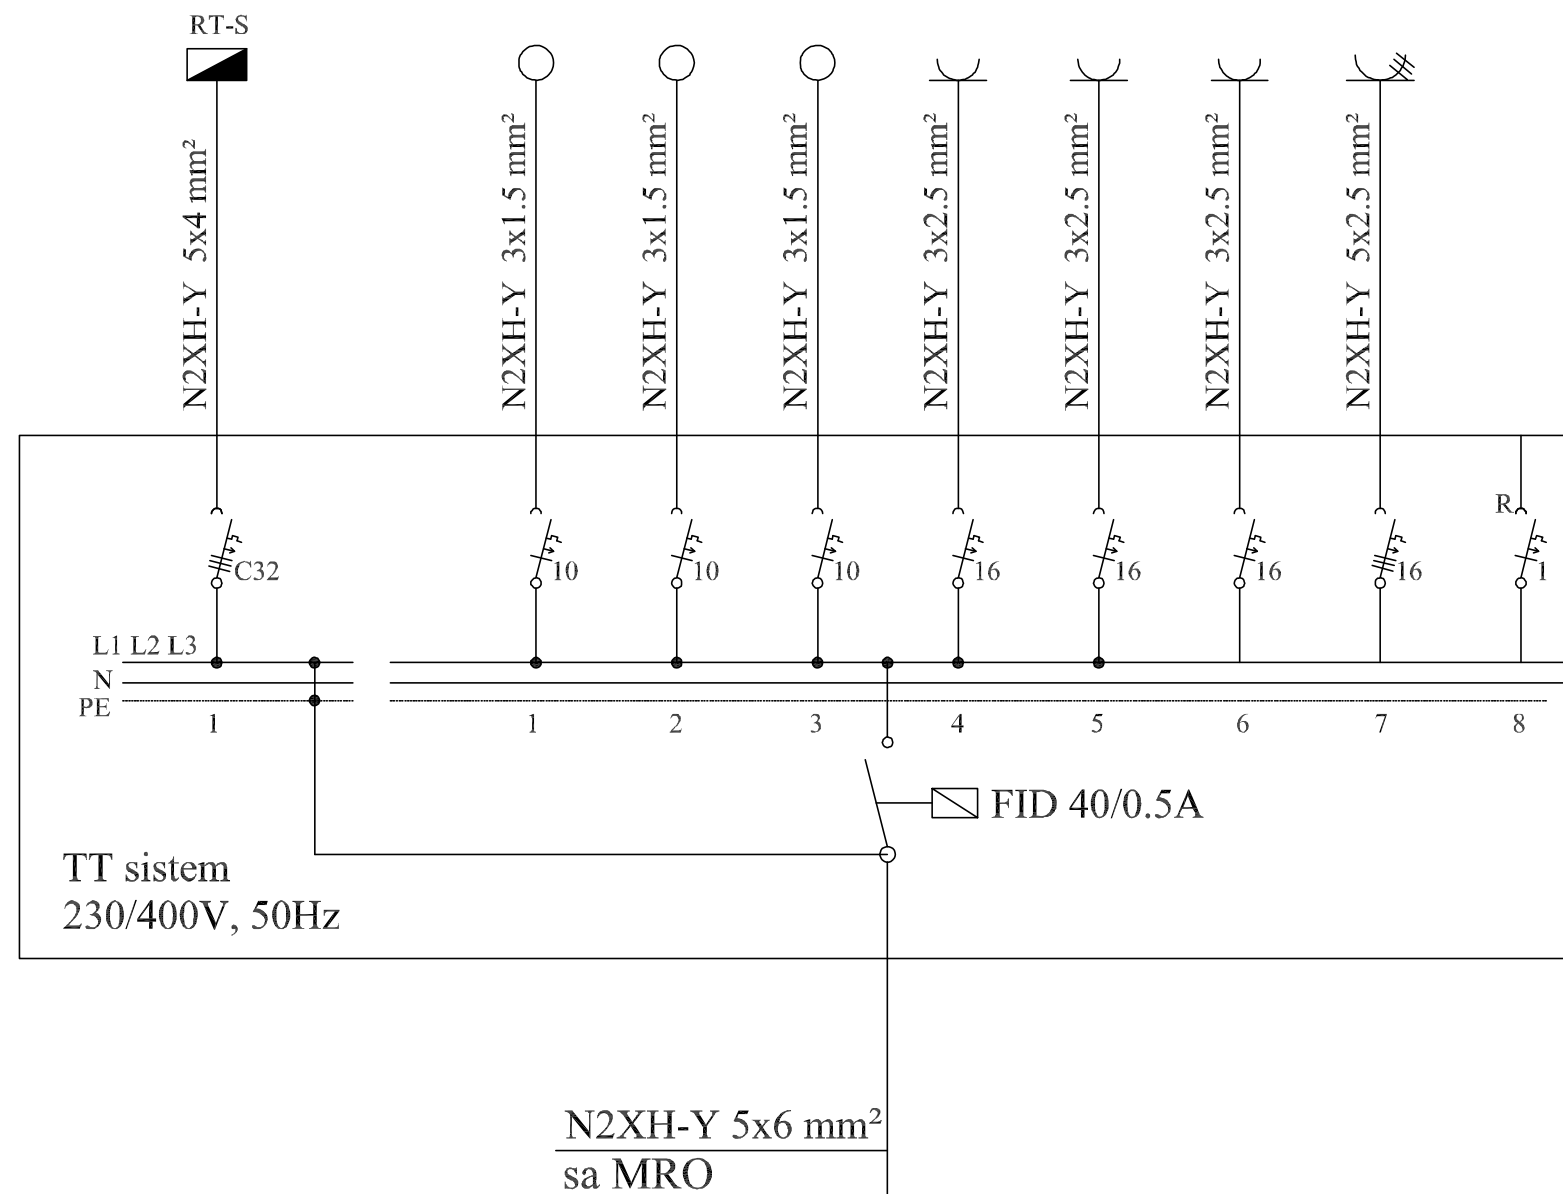 RT-S
N2XH-Y 5x4 mm²
N2XH-Y 3x1.5 mm²
N2XH-Y 3x1.5 mm²
N2XH-Y 3x1.5 mm²
N2XH-Y 3x2.5 mm²
N2XH-Y 3x2.5 mm²
N2XH-Y 3x2.5 mm²
N2XH-Y 5x2.5 mm²
R
C32 10 10 10 16 16 16 16 1
L1 L2 L3
N
PE
1 1 2 3 4 5 6 7 8
FID 40/0.5A
TT sistem
230/400V, 50Hz
N2XH-Y 5x6 mm²
sa MRO